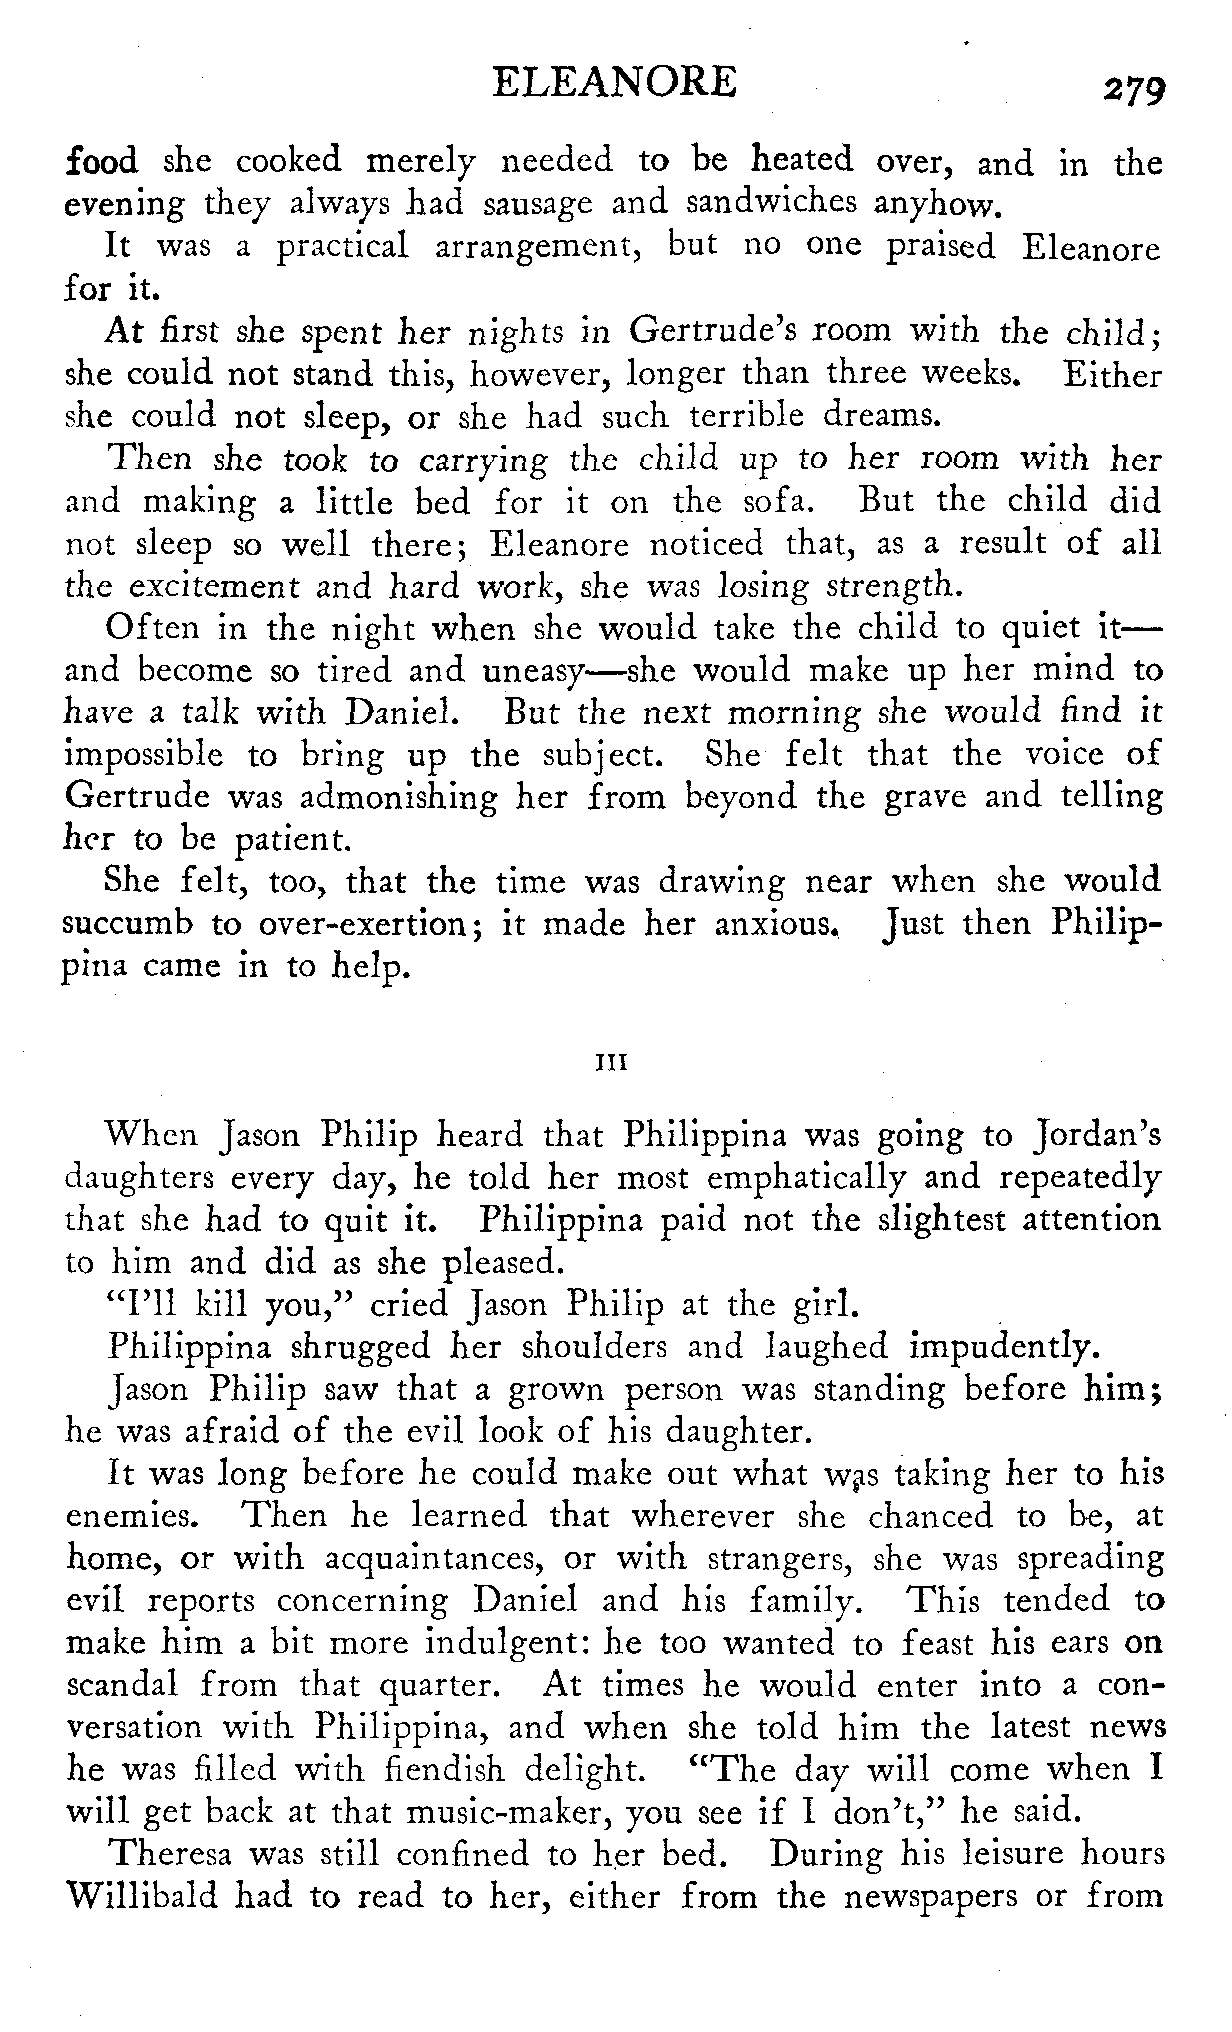 ELEANORE 279
food she cooked merely needed to be heated over, and in the
evening they always had sausage and sandwiches anyhow.
It was a practical arrangement, but no one praised Eleanore
for it.
At first she spent her nights in Gertrude's room with the child;
she could not stand this, however, longer than three weeks. Either
she could not sleep, or she had such terrible dreams.
Then she took to carrying the child up to her room with her
and making a little bed for it on the sofa. But the child did
not sleep so well there; Eleanore noticed that, as a result of all
the excitement and hard work, she was losing strength.
Often in the night when she would take the child to quiet it—
and become so tired and uneasy—she would make up her mind to
have a talk with Daniel. But the next morning she would find it
impossible to bring up the subject. She felt that the voice of
Gertrude was admonishing her from beyond the grave and telling
her to be patient.
She felt, too, that the time was drawing near when she would
succumb to over-exertion; it made her anxious. Just then Philip-
pina came in to help.
III
When Jason Philip heard that Philippina was going to Jordan's
daughters every day, he told her most emphatically and repeatedly
that she had to quit it. Philippina paid not the slightest attention
to him and did as she pleased.
"I'll kill you," cried Jason Philip at the girl.
Philippina shrugged her shoulders and laughed impudently.
Jason Philip saw that a grown person was standing before him;
he was afraid of the evil look of his daughter.
It was long before he could make out what was taking her to his
enemies. Then he learned that wherever she chanced to be, at
home, or with acquaintances, or with strangers, she was spreading
evil reports concerning Daniel and his family. This tended to
make him a bit more indulgent: he too wanted to feast his ears on
scandal from that quarter. At times he would enter into a con-
versation with Philippina, and when she told him the latest news
he was filled with fiendish delight. "The day will come when I
will get back at that music-maker, you see if I don't," he said.
Theresa was still confined to her bed. During his leisure hours
Willibald had to read to her, either from the newspapers or from